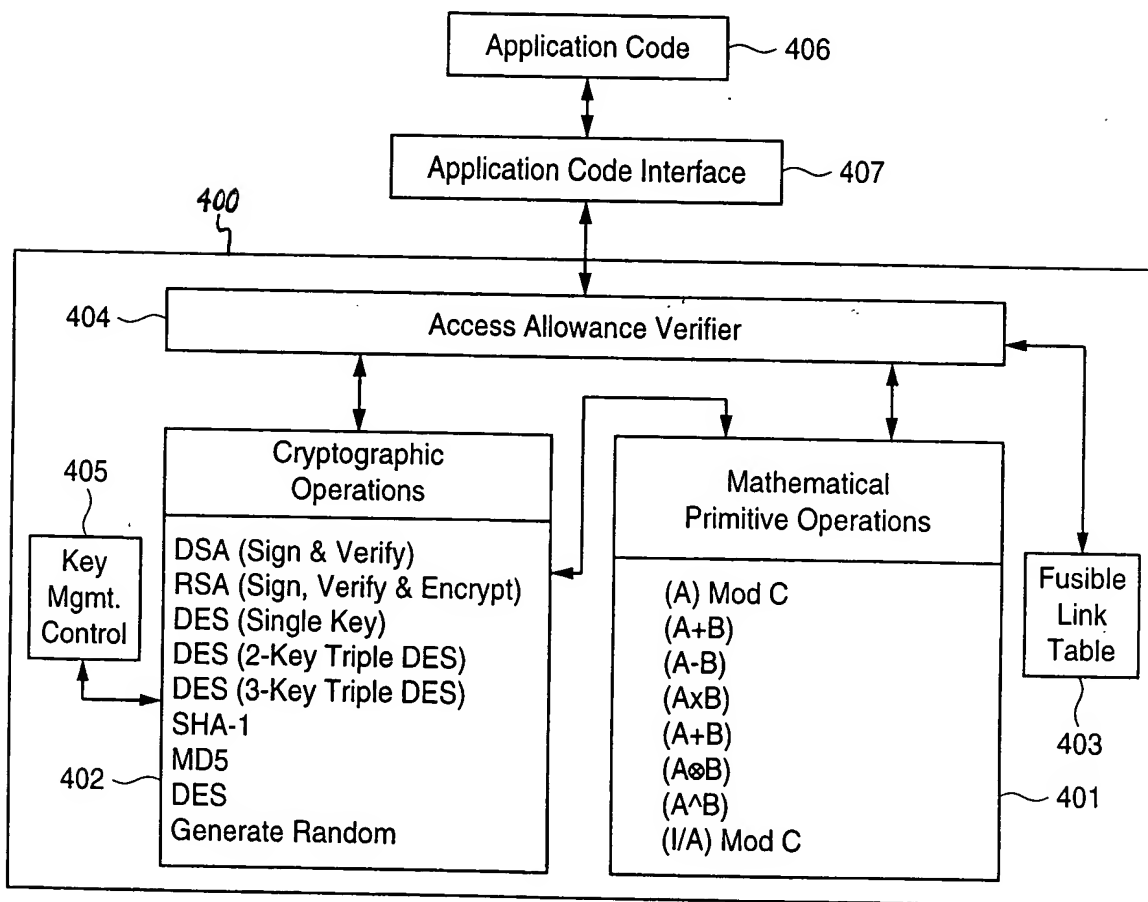 Application Code
406
Application Code Interface
407
400
404
Access Allowance Verifier
Cryptographic
Operations
DSA (Sign & Verify)
RSA (Sign, Verify & Encrypt)
DES (Single Key)
DES (2-Key Triple DES)
DES (3-Key Triple DES)
SHA-1
MD5
DES
Generate Random
402
405
Key
Mgmt.
Control
Mathematical
Primitive Operations
(A) Mod C
(A+B)
(A-B)
(AxB)
(A+B)
(A⊗B)
(A^B)
(I/A) Mod C
401
Fusible
Link
Table
403